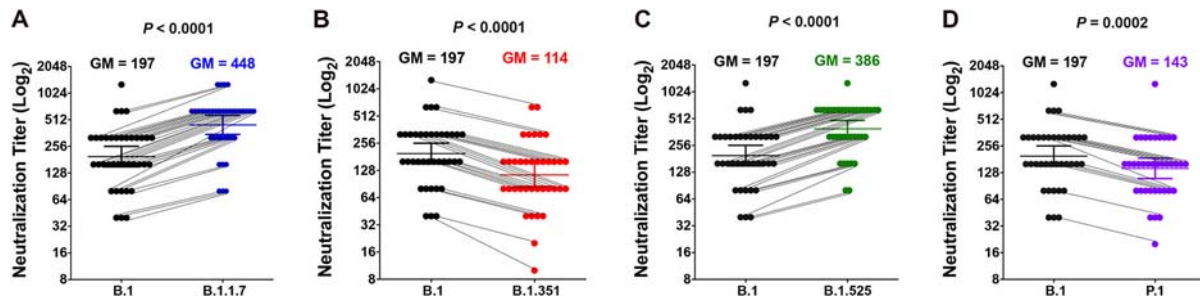 A
P < 0.0001
GM = 197 GM = 448
Neutralization Titer (Log2)
2048
1024
512
256
128
64
32
16
8
B.1 B.1.1.7
B
P < 0.0001
GM = 197 GM = 114
Neutralization Titer (Log2)
2048
1024
512
256
128
64
32
16
8
B.1 B.1.351
C
P < 0.0001
GM = 197 GM = 386
Neutralization Titer (Log2)
2048
1024
512
256
128
64
32
16
8
B.1 B.1.525
D
P = 0.0002
GM = 197 GM = 143
Neutralization Titer (Log2)
2048
1024
512
256
128
64
32
16
8
B.1 P.1